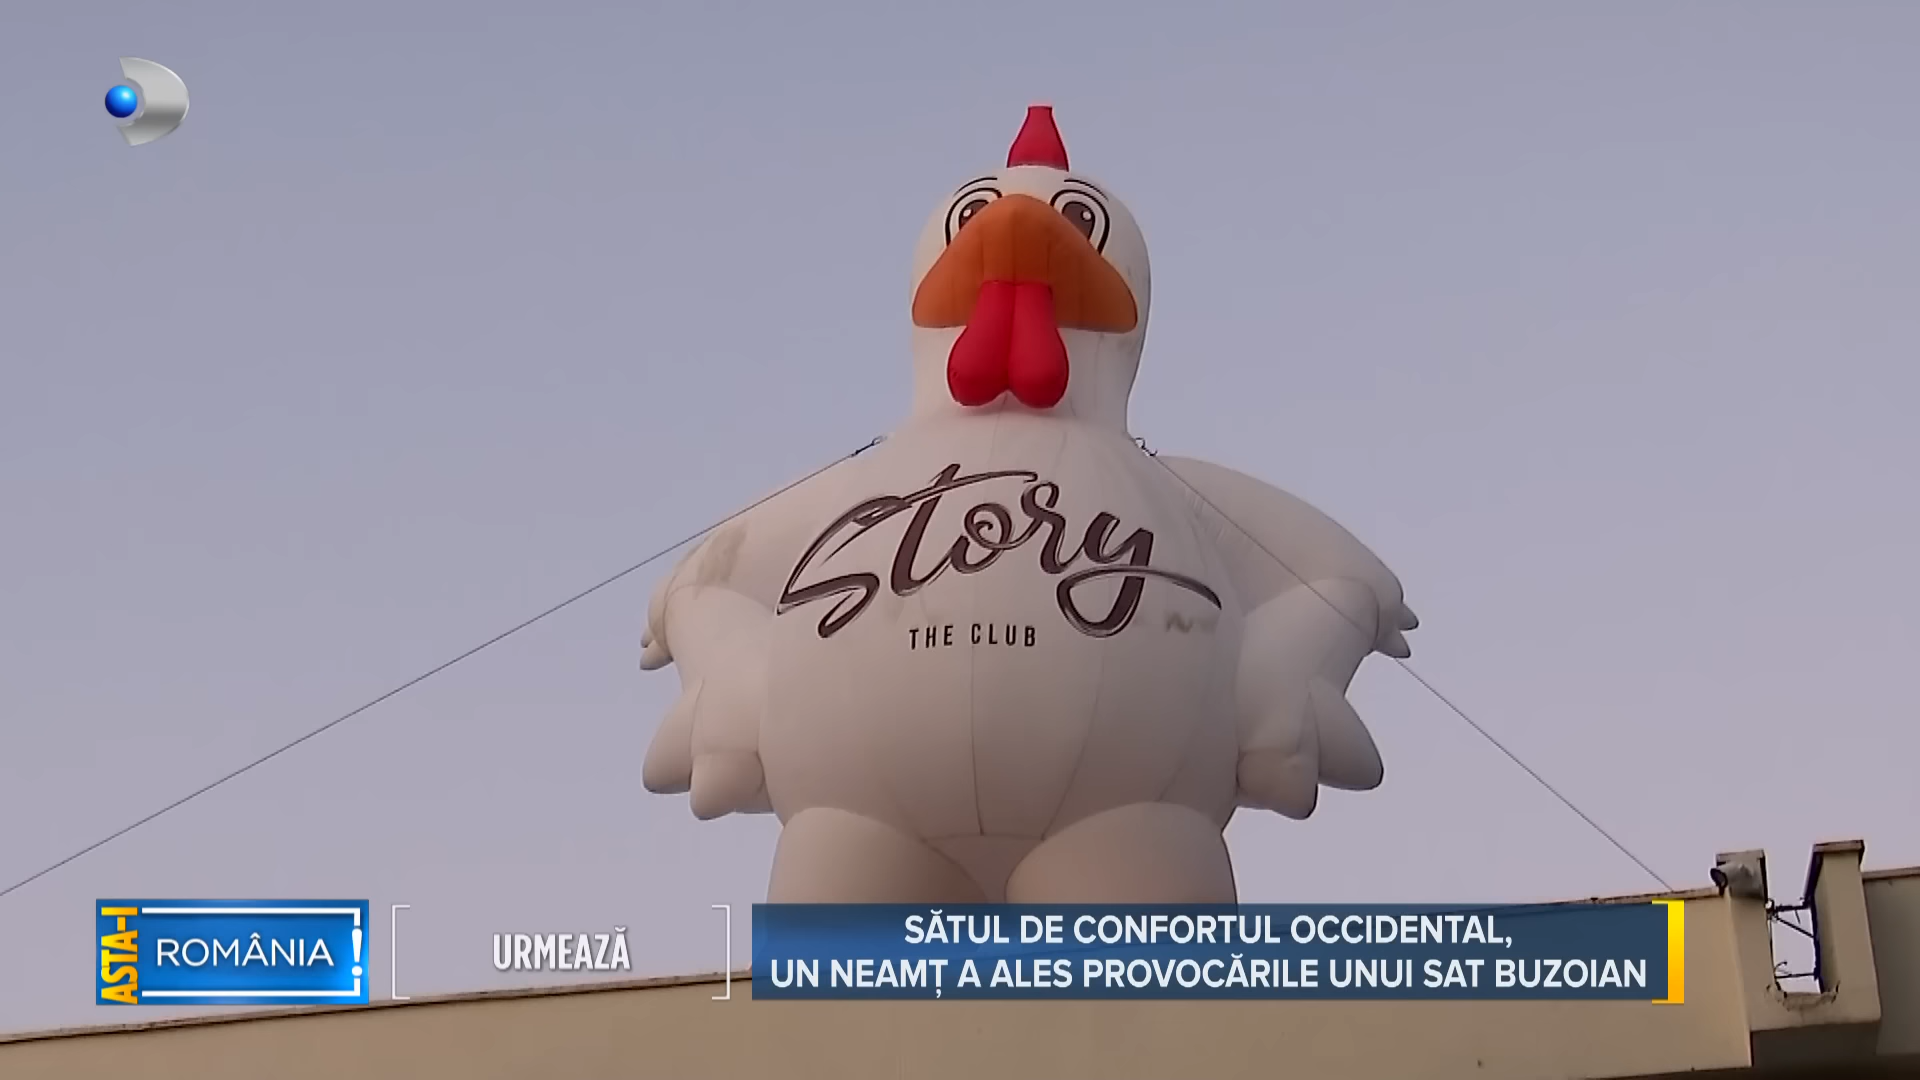 Story
THE CLUB
ASTA-I
ROMÂNIA!
URMEAZĂ
SĂTUL DE CONFORTUL OCCIDENTAL,
UN NEAMȚ A ALES PROVOCĂRILE UNUI SAT BUZOIAN